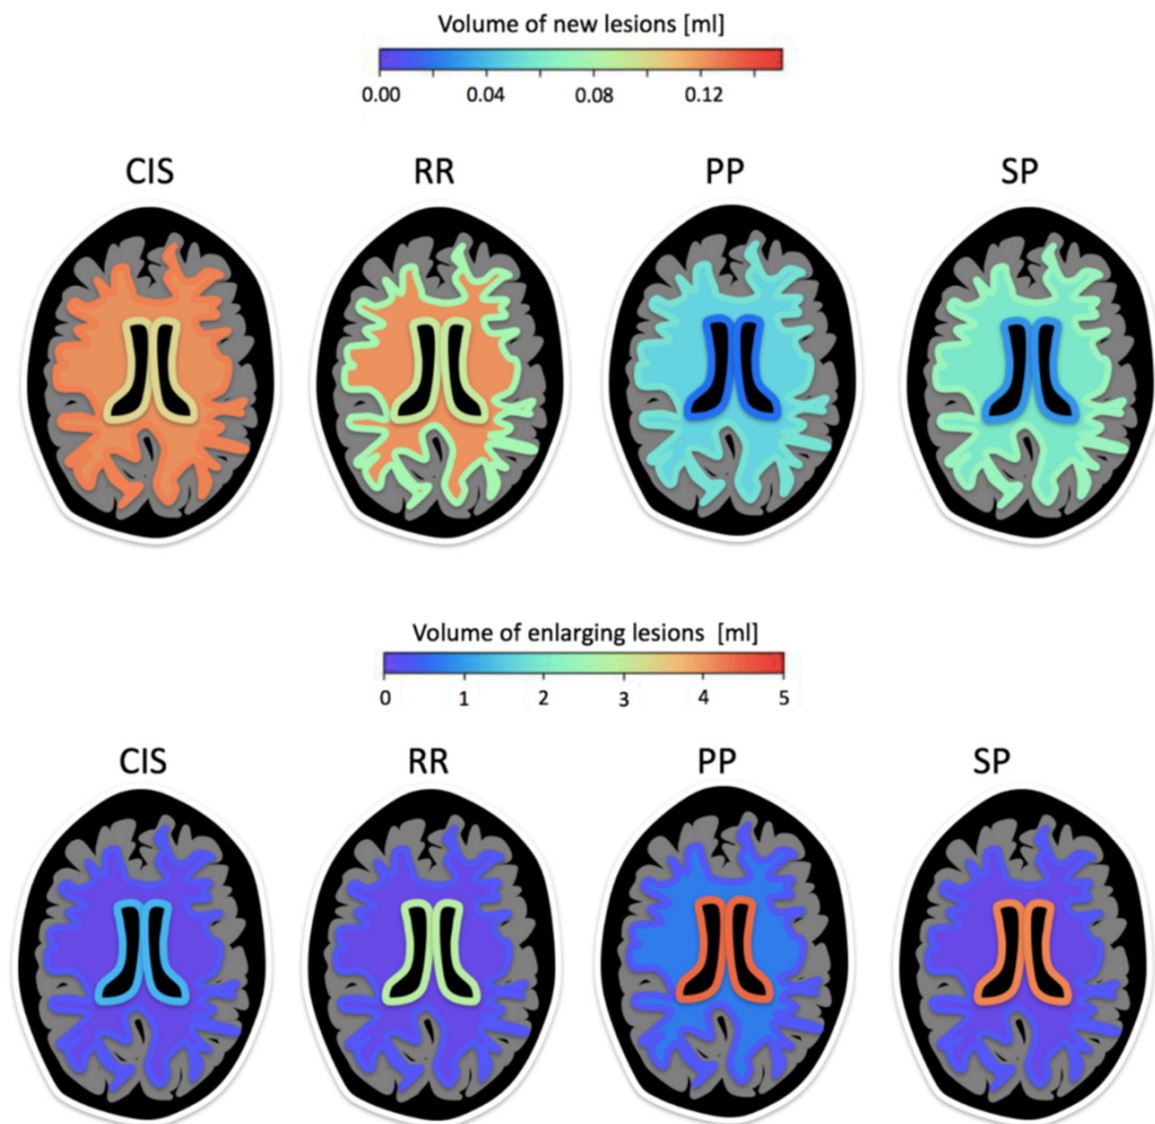 Volume of new lesions [ml]
0.00 0.04 0.08 0.12
CIS RR PP SP
Volume of enlarging lesions [ml]
0 1 2 3 4 5
CIS RR PP SP